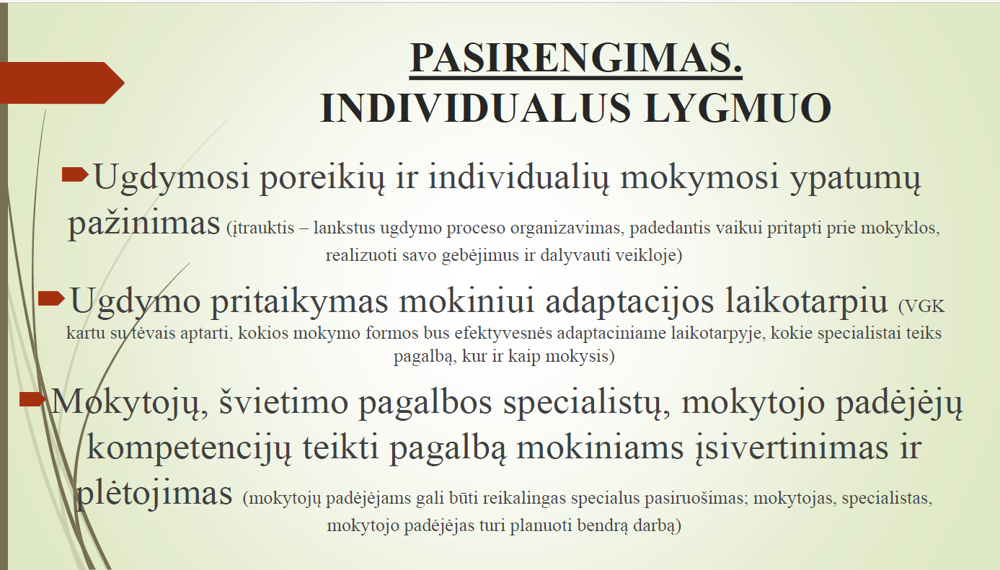 PASIRENGIMAS.
INDIVIDUALUS LYGMUO
Ugdymosi poreikių ir individualių mokymosi ypatumų
pažinimas (įtrauktis – lankstus ugdymo proceso organizavimas, padedantis vaikui pritapti prie mokyklos,
realizuoti savo gebėjimus ir dalyvauti veikloje)
Ugdymo pritaikymas mokiniui adaptacijos laikotarpiu (VGK
kartu su tėvais aptarti, kokios mokymo formos bus efektyvesnės adaptaciniame laikotarpyje, kokie specialistai teiks
pagalbą, kur ir kaip mokysis)
Mokytojų, švietimo pagalbos specialistų, mokytojo padėjėjų
kompetencijų teikti pagalbą mokiniams įsivertinimas ir
plėtojimas (mokytojų padėjėjams gali būti reikalingas specialus pasiruošimas; mokytojas, specialistas,
mokytojo padėjėjas turi planuoti bendrą darbą)